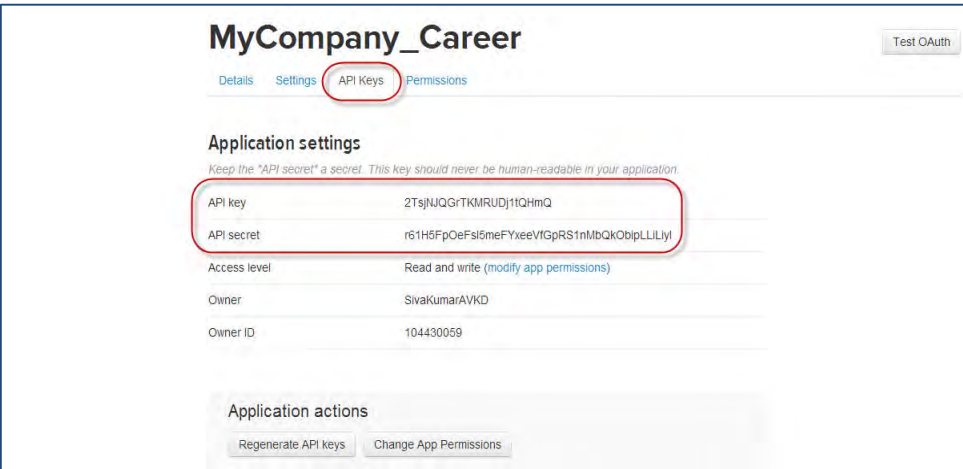 MyCompany_Career
Test OAuth
Details Settings API Keys Permissions
Application settings
Keep the "API secret" a secret. This key should never be human-readable in your application.
API key 2TsjNJQGrTKMRUDj1tQHmQ
API secret r61H5FpOeFsI5meFYxeeVfGpRS1nMbQkObipLLiLiyI
Access level Read and write (modify app permissions)
Owner SivaKumarAVKD
Owner ID 104430059
Application actions
Regenerate API keys Change App Permissions